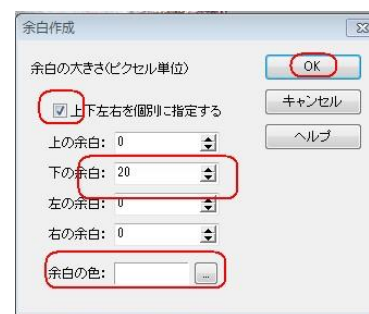 余白作成
余白の大きさ(ピクセル単位)
OK
上下左右を個別に指定する
キャンセル
上の余白: 0
ヘルプ
下の余白: 20
左の余白: 0
右の余白: 0
余白の色:
...